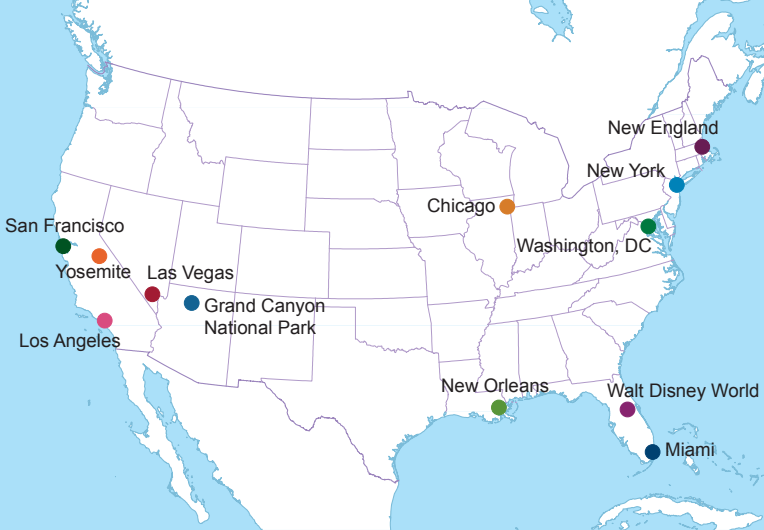 New England
New York
Chicago
San Francisco
Washington, DC
Yosemite
Las Vegas
Grand Canyon
National Park
Los Angeles
New Orleans
Walt Disney World
Miami